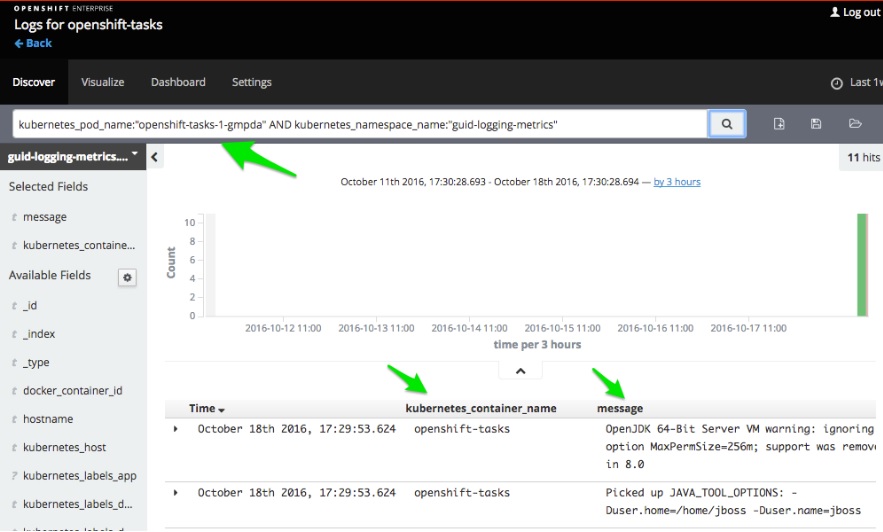 OPENSHIFT ENTERPRISE
Logs for openshift-tasks
Back
Log out
Discover Visualize Dashboard Settings
Last 1w
kubernetes_pod_name:"openshift-tasks-1-gmpda" AND kubernetes_namespace_name:"guid-logging-metrics"
guid-logging-metrics....
11 hits
Selected Fields
October 11th 2016, 17:30:28.693 - October 18th 2016, 17:30:28.694 — by 3 hours
t message
t kubernetes_containe...
Available Fields
t _id
t _index
t _type
t docker_container_id
t hostname
t kubernetes_host
? kubernetes_labels_app
t kubernetes_labels_d...
Count
10
8
6
4
2
0
2016-10-12 11:00 2016-10-13 11:00 2016-10-14 11:00 2016-10-15 11:00 2016-10-16 11:00 2016-10-17 11:00
time per 3 hours
Time kubernetes_container_name message
October 18th 2016, 17:29:53.624 openshift-tasks OpenJDK 64-Bit Server VM warning: ignoring
option MaxPermSize=256m; support was remove
in 8.0
October 18th 2016, 17:29:53.624 openshift-tasks Picked up JAVA_TOOL_OPTIONS: -
Duser.home=/home/jboss -Duser.name=jboss